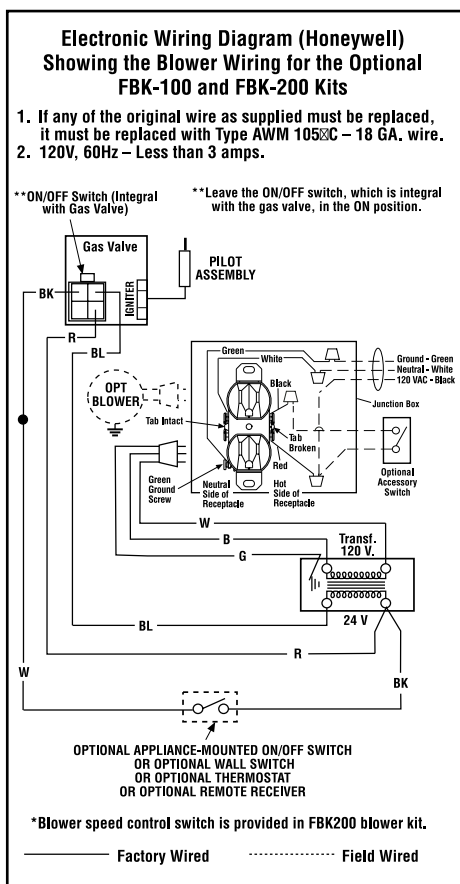 Electronic Wiring Diagram (Honeywell)
Showing the Blower Wiring for the Optional
FBK-100 and FBK-200 Kits
1. If any of the original wire as supplied must be replaced,
it must be replaced with Type AWM 105☒C – 18 GA. wire.
2. 120V, 60Hz – Less than 3 amps.
**ON/OFF Switch (Integral
with Gas Valve)
**Leave the ON/OFF switch, which is integral
with the gas valve, in the ON position.
Gas Valve
IGNITER
PILOT
ASSEMBLY
BK
R
BL
Green
White
Black
Ground - Green
Neutral - White
120 VAC - Black
Junction Box
OPT
BLOWER
Tab Intact
Tab
Broken
Red
Green
Ground
Screw
Neutral
Side of
Receptacle
Hot
Side of
Receptacle
Optional
Accessory
Switch
W
B
G
Transf.
120 V.
24 V
BL
R
W
BK
OPTIONAL APPLIANCE-MOUNTED ON/OFF SWITCH
OR OPTIONAL WALL SWITCH
OR OPTIONAL THERMOSTAT
OR OPTIONAL REMOTE RECEIVER
*Blower speed control switch is provided in FBK200 blower kit.
Factory Wired
Field Wired